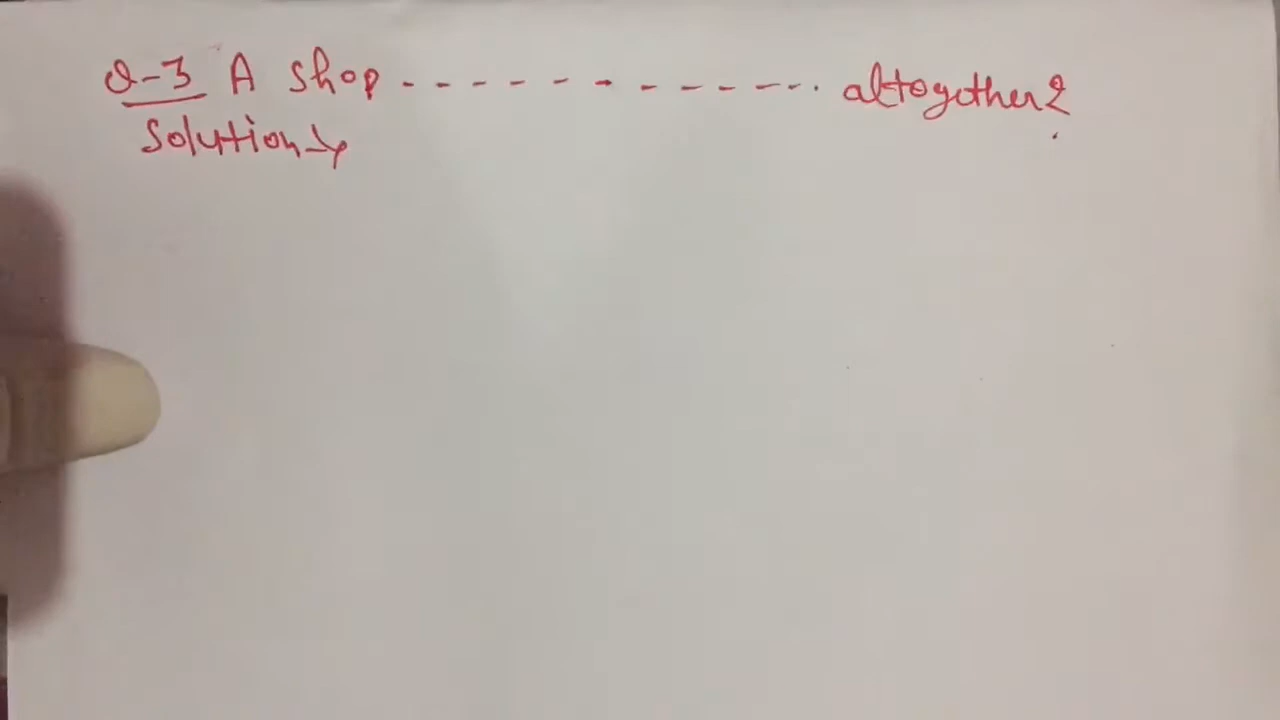 Q-3 A shop - - - - - - - - - - - - . altogether?
Solution→